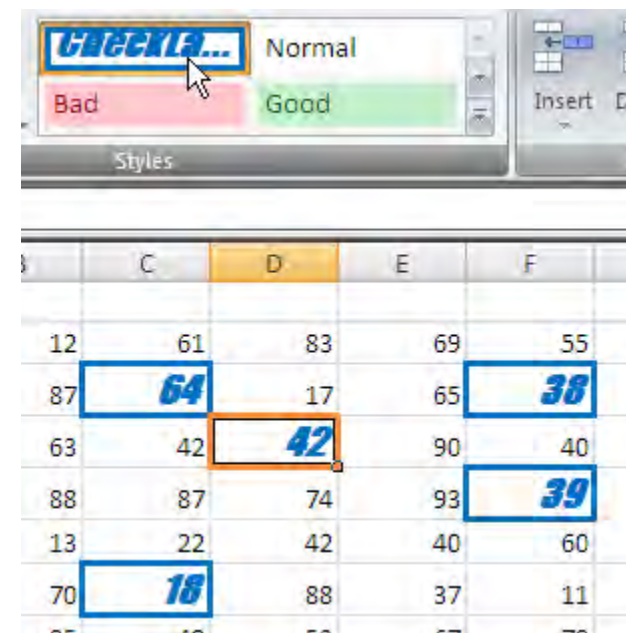 Checkla... Normal
Bad Good
Insert
Styles
C D E F
12 61 83 69 55
87 64 17 65 38
63 42 42 90 40
88 87 74 93 39
13 22 42 40 60
70 18 88 37 11